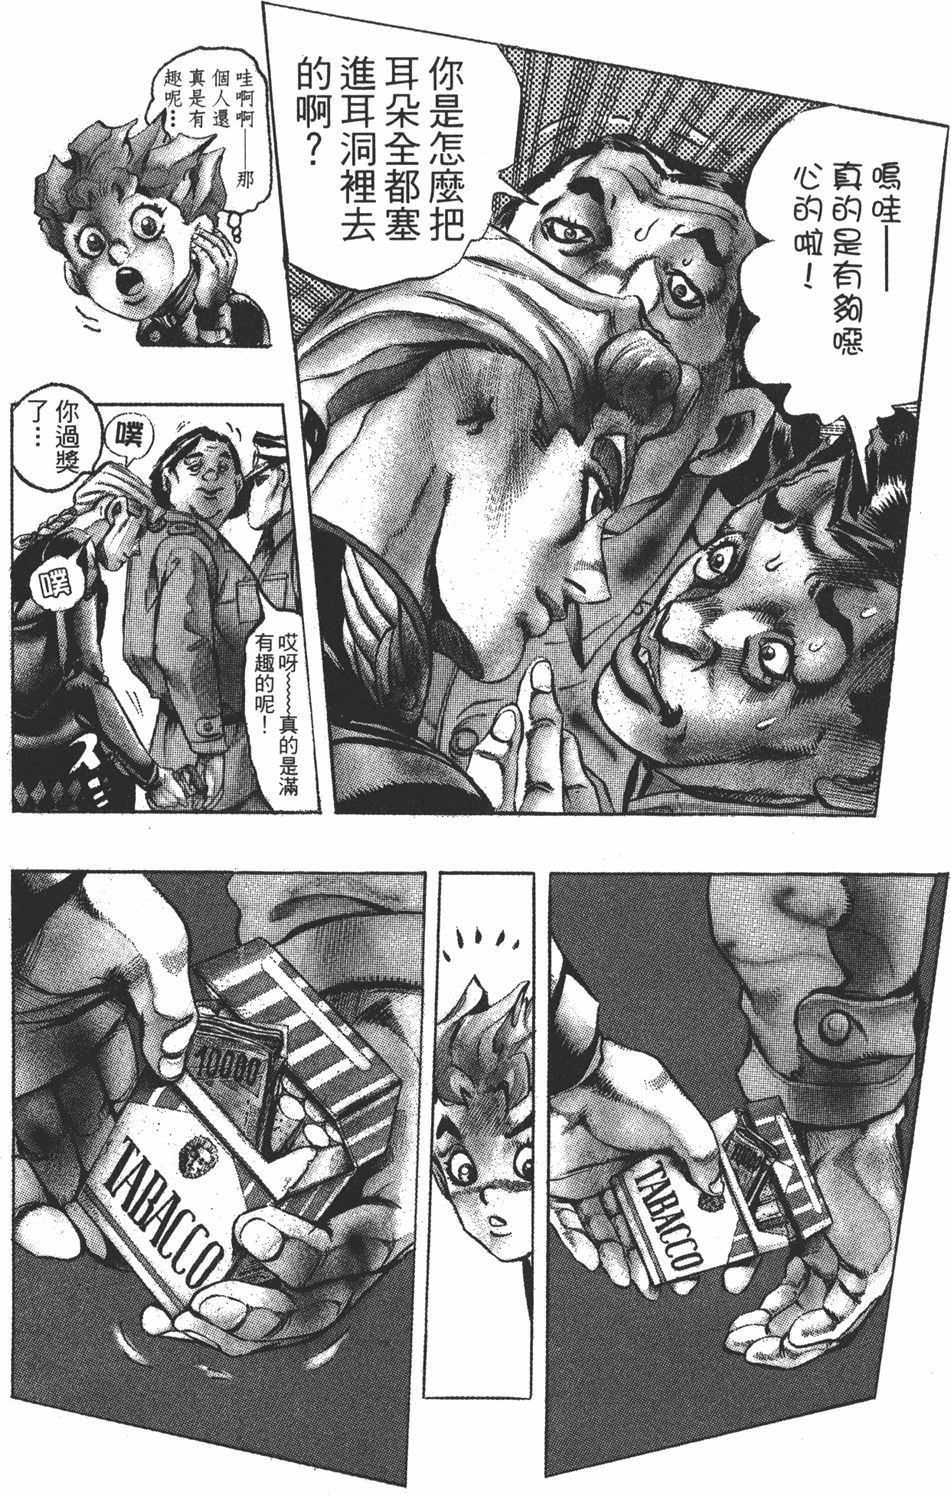 嗚哇——
真的是有夠噁
心的啦！
你是怎麼把
耳朵全都塞
進耳洞裡去
的啊？
哇啊啊——那
個人還
真是有
趣呢…
噗
你過獎
了…
噗
哎呀~~~~~真的是滿
有趣的呢！
TABACCO
10000
TABACCO